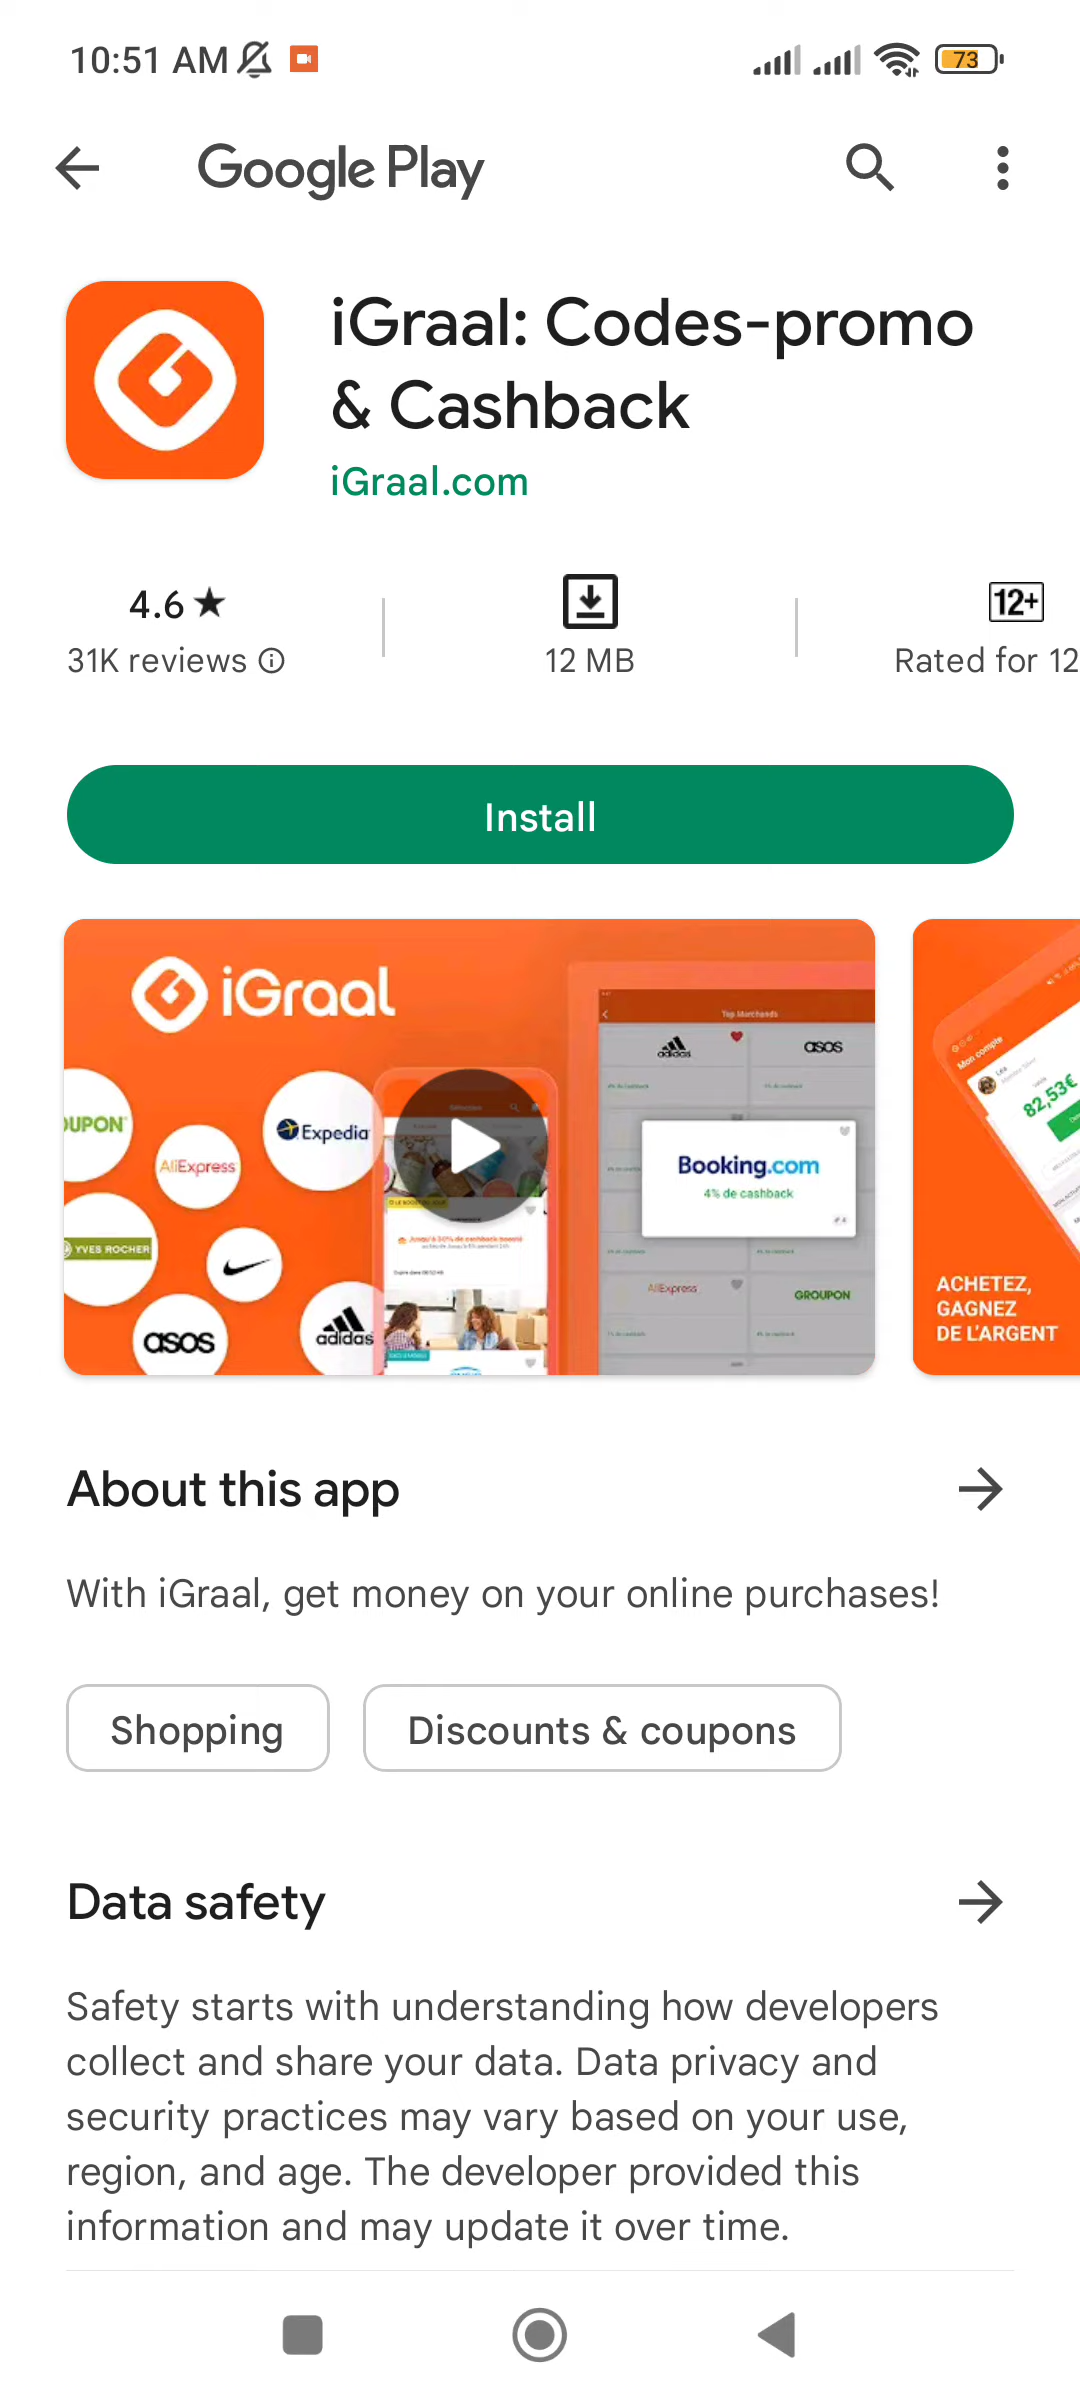 10:51 AM
73
Google Play
iGraal: Codes-promo
& Cashback
iGraal.com
4.6 ★
31K reviews
12 MB
12+
Rated for 12
Install
iGraal
OUPON
Expedia
AliExpress
YVES ROCHER
asos
adidas
Top Marchands
adidas
asos
Booking.com
4% de cashback
AliExpress
GROUPON
Mon compte
82,53€
ACHETEZ,
GAGNEZ
DE L'ARGENT
About this app
With iGraal, get money on your online purchases!
Shopping
Discounts & coupons
Data safety
Safety starts with understanding how developers
collect and share your data. Data privacy and
security practices may vary based on your use,
region, and age. The developer provided this
information and may update it over time.